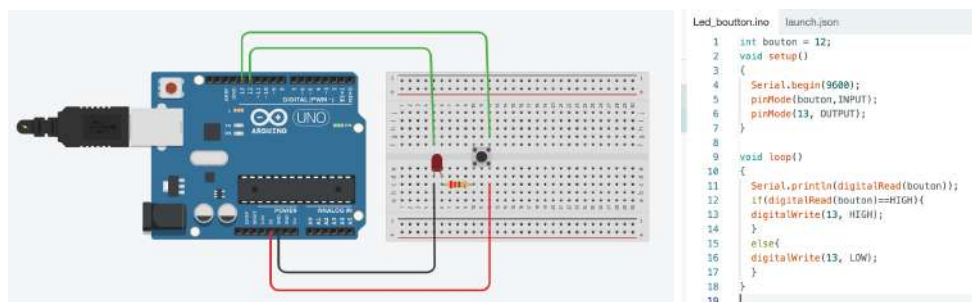 DIGITAL (PWM ~)
UNO
ARDUINO
POWER
ANALOG IN
Led_boutton.ino launch.json
1 int bouton = 12;
2 void setup()
3 {
4 Serial.begin(9600);
5 pinMode(bouton,INPUT);
6 pinMode(13, OUTPUT);
7 }
8
9 void loop()
10 {
11 Serial.println(digitalRead(bouton));
12 if(digitalRead(bouton)==HIGH){
13 digitalWrite(13, HIGH);
14 }
15 else{
16 digitalWrite(13, LOW);
17 }
18 }
19